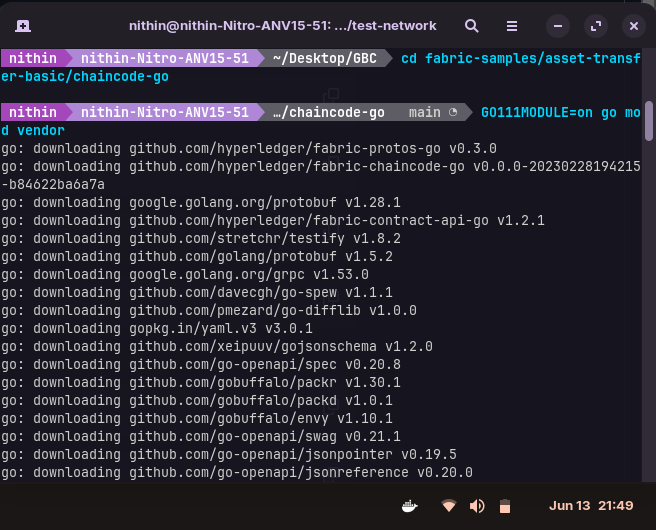 nithin@nithin-Nitro-ANV15-51: .../test-network
nithin nithin-Nitro-ANV15-51 ~/Desktop/GBC cd fabric-samples/asset-transf
er-basic/chaincode-go
nithin nithin-Nitro-ANV15-51 …/chaincode-go main GO111MODULE=on go mo
d vendor
go: downloading github.com/hyperledger/fabric-protos-go v0.3.0
go: downloading github.com/hyperledger/fabric-chaincode-go v0.0.0-20230228194215
-b84622ba6a7a
go: downloading google.golang.org/protobuf v1.28.1
go: downloading github.com/hyperledger/fabric-contract-api-go v1.2.1
go: downloading github.com/stretchr/testify v1.8.2
go: downloading github.com/golang/protobuf v1.5.2
go: downloading google.golang.org/grpc v1.53.0
go: downloading github.com/davecgh/go-spew v1.1.1
go: downloading github.com/pmezard/go-difflib v1.0.0
go: downloading gopkg.in/yaml.v3 v3.0.1
go: downloading github.com/xeipuuv/gojsonschema v1.2.0
go: downloading github.com/go-openapi/spec v0.20.8
go: downloading github.com/gobuffalo/packr v1.30.1
go: downloading github.com/gobuffalo/packd v1.0.1
go: downloading github.com/gobuffalo/envy v1.10.1
go: downloading github.com/go-openapi/swag v0.21.1
go: downloading github.com/go-openapi/jsonpointer v0.19.5
go: downloading github.com/go-openapi/jsonreference v0.20.0
Jun 13 21:49